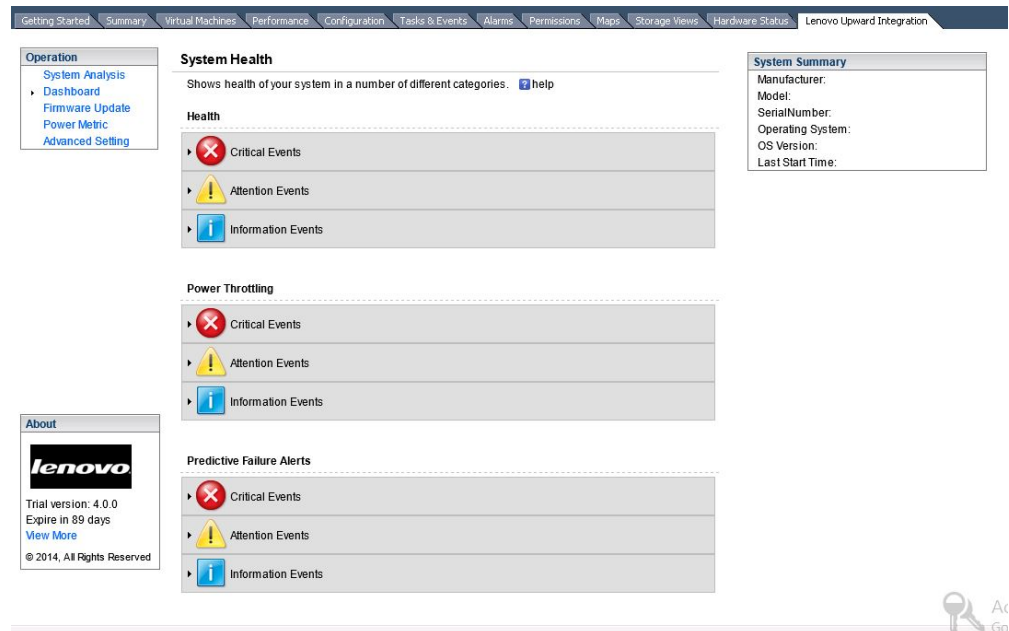 Getting Started Summary Virtual Machines Performance Configuration Tasks & Events Alarms Permissions Maps Storage Views Hardware Status Lenovo Upward Integration
Operation
System Analysis
Dashboard
Firmware Update
Power Metric
Advanced Setting
System Health
Shows health of your system in a number of different categories. ? help
Health
Critical Events
Attention Events
Information Events
Power Throttling
Critical Events
Attention Events
Information Events
Predictive Failure Alerts
Critical Events
Attention Events
Information Events
System Summary
Manufacturer:
Model:
SerialNumber:
Operating System:
OS Version:
Last Start Time:
About
lenovo
Trial version: 4.0.0
Expire in 89 days
View More
© 2014, All Rights Reserved